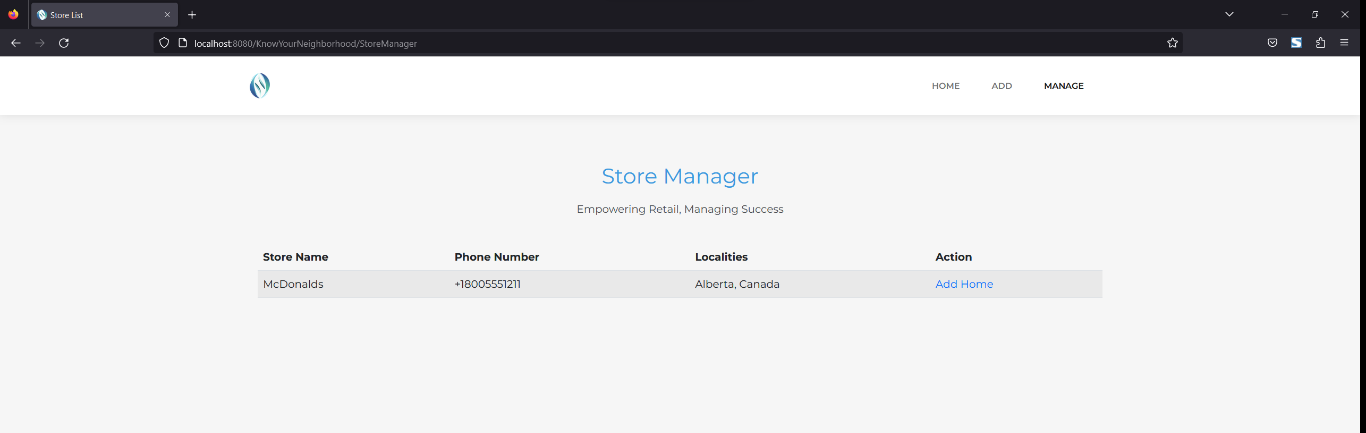 Store List
localhost:8080/KnowYourNeighborhood/StoreManager
HOME ADD MANAGE
Store Manager
Empowering Retail, Managing Success
Store Name Phone Number Localities Action
McDonalds +18005551211 Alberta, Canada Add Home